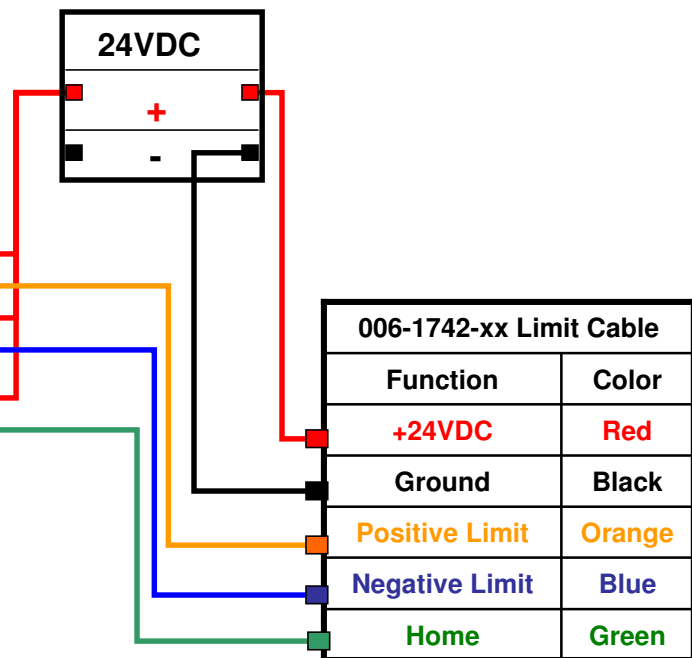 24VDC
+
-
006-1742-xx Limit Cable
Function Color
+24VDC Red
Ground Black
Positive Limit Orange
Negative Limit Blue
Home Green